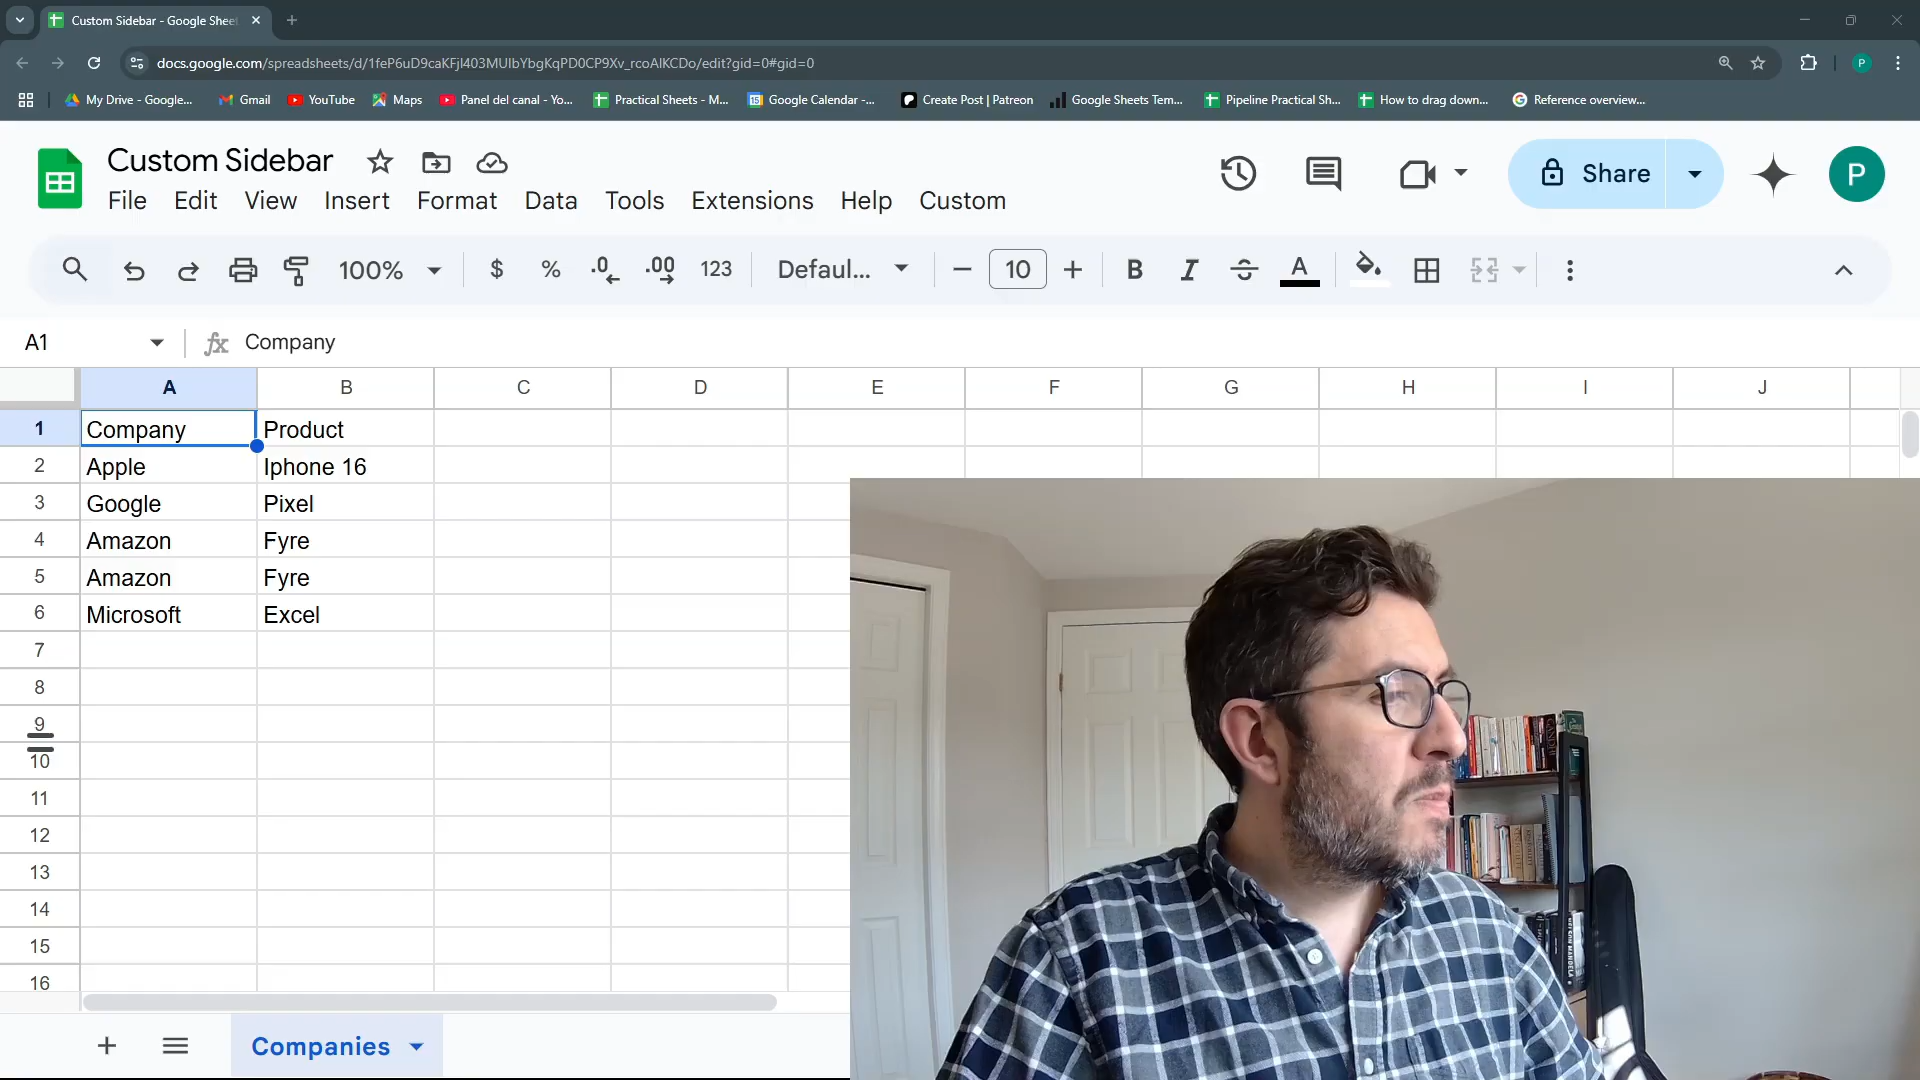 Custom Sidebar - Google Sheet
docs.google.com/spreadsheets/d/1feP6uD9caKFjl403MUIbYbgKqPD0CP9Xv_rcoAlKCDo/edit?gid=0#gid=0
P
My Drive - Google...
Gmail
YouTube
Maps
Panel del canal - Yo...
Practical Sheets - M...
15
Google Calendar -...
Create Post | Patreon
Google Sheets Tem...
Pipeline Practical Sh...
How to drag down...
Reference overview...
Custom Sidebar
Share
P
File Edit View Insert Format Data Tools Extensions Help Custom
100% $ % .0 .00 123 Defaul... 10 B I S A
A1 fx Company
A B C D E F G H I J
1 Company Product
2 Apple Iphone 16
3 Google Pixel
4 Amazon Fyre
5 Amazon Fyre
6 Microsoft Excel
7
8
9
10
11
12
13
14
15
16
Companies